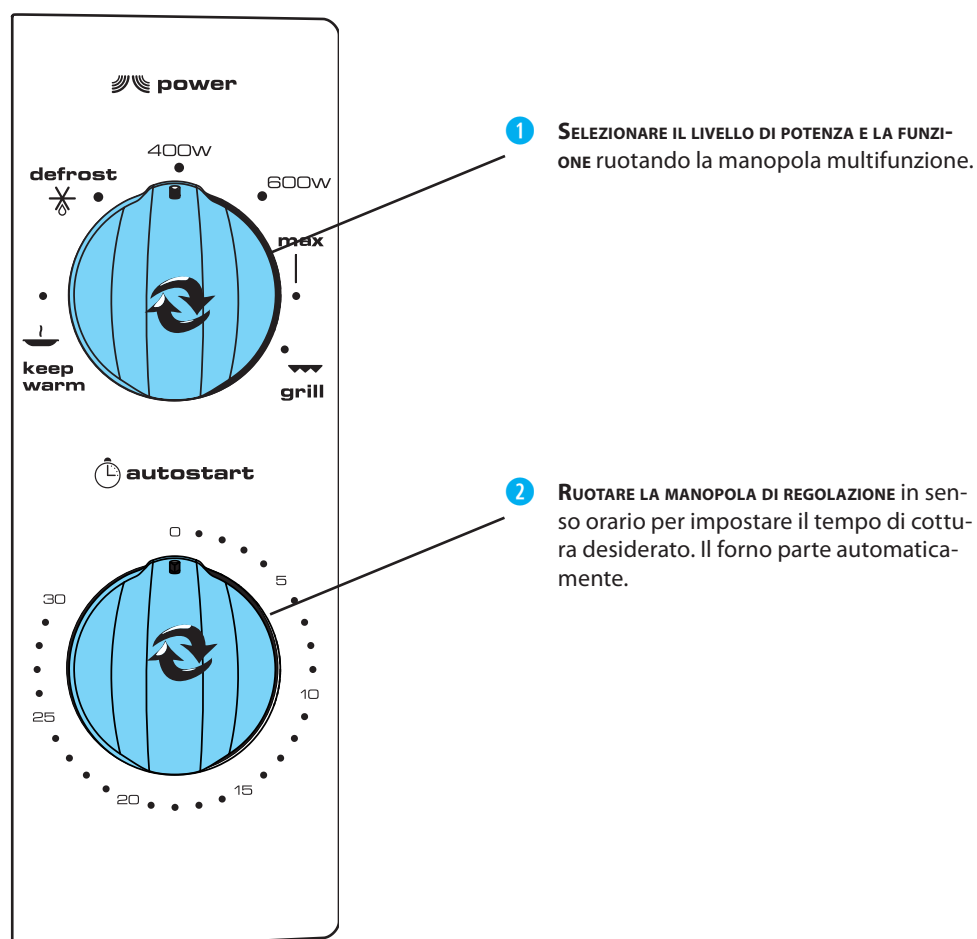 power
400W
defrost
600W
max
keep
warm
grill
autostart
0
5
10
15
20
25
30
1 SELEZIONARE IL LIVELLO DI POTENZA E LA FUNZI-
ONE ruotando la manopola multifunzione.
2 RUOTARE LA MANOPOLA DI REGOLAZIONE in sen-
so orario per impostare il tempo di cottu-
ra desiderato. Il forno parte automatica-
mente.